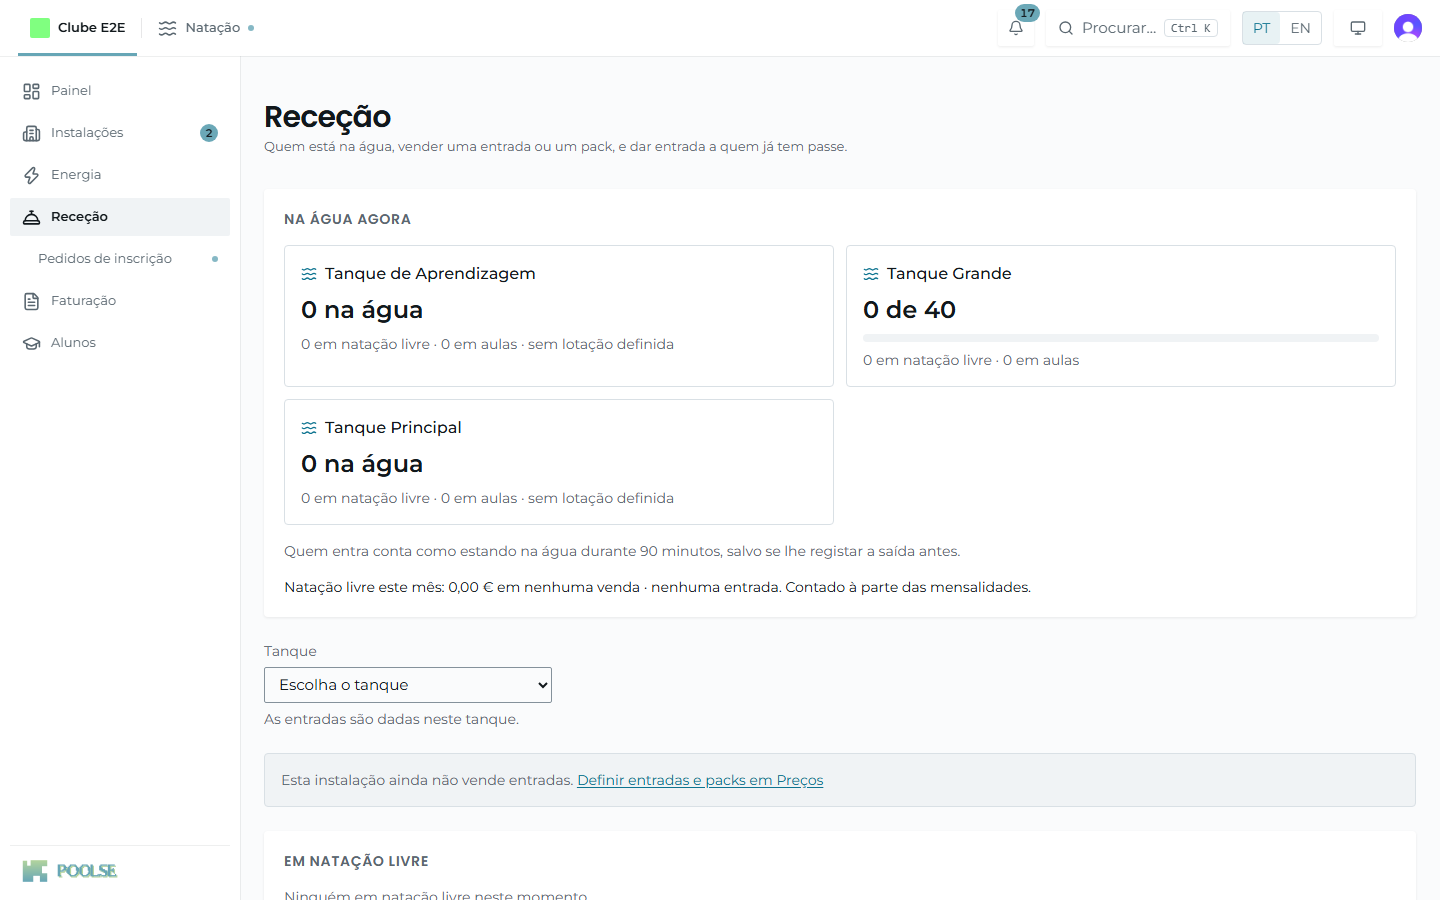 Clube E2E
Natação
17
Procurar... Ctrl K
PT EN
Painel
Instalações 2
Energia
Receção
Pedidos de inscrição
Faturação
Alunos
POOLSE
Receção
Quem está na água, vender uma entrada ou um pack, e dar entrada a quem já tem passe.
NA ÁGUA AGORA
Tanque de Aprendizagem
0 na água
0 em natação livre · 0 em aulas · sem lotação definida
Tanque Grande
0 de 40
0 em natação livre · 0 em aulas
Tanque Principal
0 na água
0 em natação livre · 0 em aulas · sem lotação definida
Quem entra conta como estando na água durante 90 minutos, salvo se lhe registar a saída antes.
Natação livre este mês: 0,00 € em nenhuma venda · nenhuma entrada. Contado à parte das mensalidades.
Tanque
Escolha o tanque
As entradas são dadas neste tanque.
Esta instalação ainda não vende entradas. Definir entradas e packs em Preços
EM NATAÇÃO LIVRE
Ninguém em natação livre neste momento.